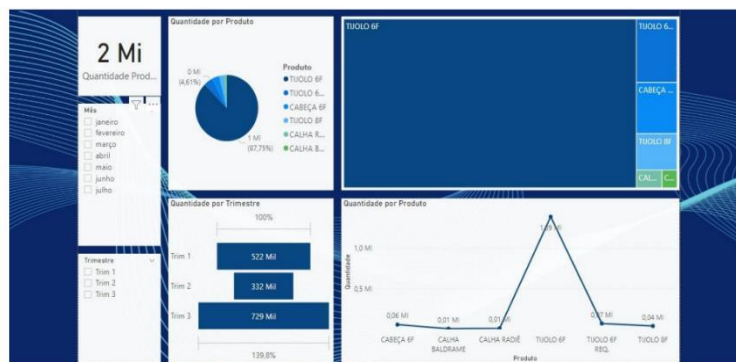 2 Mi
Quantidade Prod...
Mês
janeiro
fevereiro
março
abril
maio
junho
julho
Trimestre
Trim 1
Trim 2
Trim 3
Quantidade por Produto
0 Mi
(4,61%)
1 Mi
(87,75%)
Produto
TIJOLO 6F
TIJOLO 6...
CABEÇA 6F
TIJOLO 8F
CALHA R...
CALHA B...
TIJOLO 6F
TIJOLO 6...
CABEÇA ...
TIJOLO 8F
CAL...
C...
Quantidade por Trimestre
100%
Trim 1
522 Mil
Trim 2
332 Mil
Trim 3
729 Mil
139,8%
Quantidade por Produto
Quantidade
1,0 Mi
0,5 Mi
0,06 Mi
0,01 Mi
0,01 Mi
0,04 Mi
CABEÇA 6F
CALHA BALDRAME
CALHA RADIÊ
TIJOLO 6F
TIJOLO 6F REQ.
TIJOLO 8F
Produto